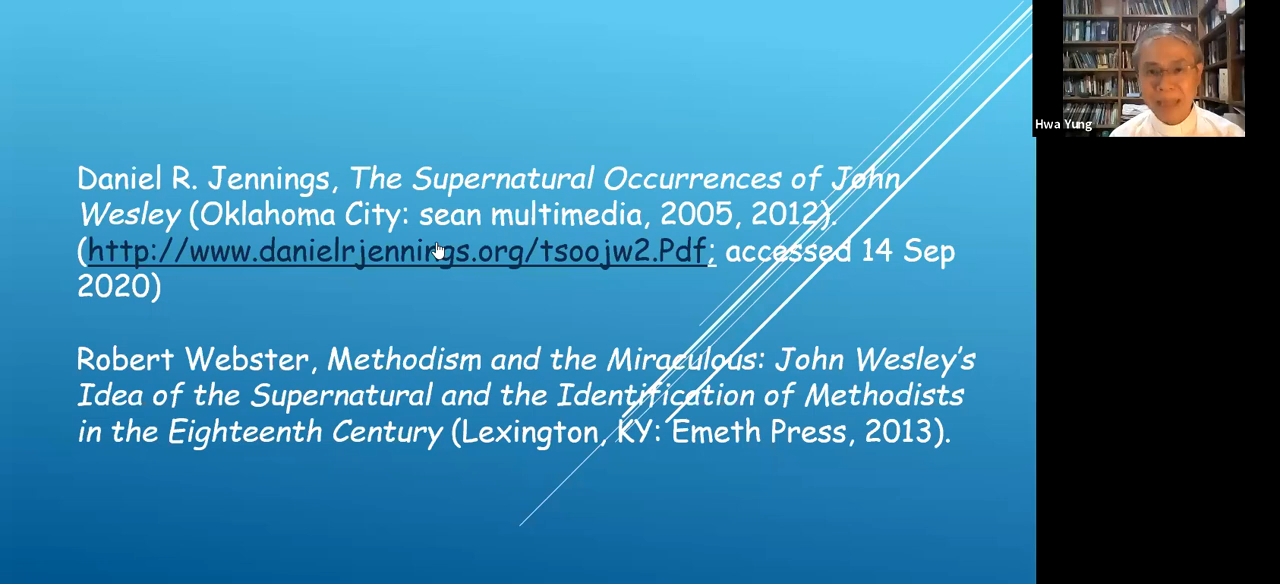 Daniel R. Jennings, The Supernatural Occurrences of John
Wesley (Oklahoma City: sean multimedia, 2005, 2012).
(http://www.danielrjennings.org/tsoojw2.Pdf; accessed 14 Sep
2020)
Robert Webster, Methodism and the Miraculous: John Wesley's
Idea of the Supernatural and the Identification of Methodists
in the Eighteenth Century (Lexington, KY: Emeth Press, 2013).
Hwa Yung